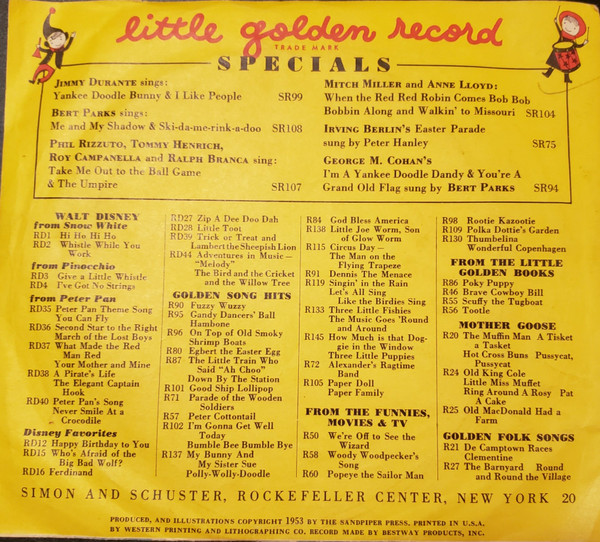 little golden record
TRADE MARK
SPECIALS
JIMMY DURANTE sings:
Yankee Doodle Bunny & I Like People SR99
BERT PARKS sings:
Me and My Shadow & Ski-da-me-rink-a-doo SR108
PHIL RIZZUTO, TOMMY HENRICH,
ROY CAMPANELLA and RALPH BRANCA sing:
Take Me Out to the Ball Game
& The Umpire SR107
MITCH MILLER and ANNE LLOYD:
When the Red Red Robin Comes Bob Bob
Bobbin Along and Walkin' to Missouri SR104
IRVING BERLIN'S Easter Parade
sung by Peter Hanley SR75
GEORGE M. COHAN'S
I'm A Yankee Doodle Dandy & You're A
Grand Old Flag sung by BERT PARKS SR94
WALT DISNEY
from Snow White
RD1 Hi Ho Hi Ho
RD2 Whistle While You
Work
from Pinocchio
RD3 Give a Little Whistle
RD4 I've Got No Strings
from Peter Pan
RD35 Peter Pan Theme Song
You Can Fly
RD36 Second Star to the Right
March of the Lost Boys
RD37 What Made the Red
Man Red
Your Mother and Mine
RD38 A Pirate's Life
The Elegant Captain
Hook
RD40 Peter Pan's Song
Never Smile At a
Crocodile
Disney Favorites
RD12 Happy Birthday to You
RD15 Who's Afraid of the
Big Bad Wolf?
RD16 Ferdinand
RD27 Zip A Dee Doo Dah
RD28 Little Toot
RD39 Trick or Treat and
Lambert the Sheepish Lion
RD44 Adventures in Music—
"Melody"
The Bird and the Cricket
and the Willow Tree
GOLDEN SONG HITS
R90 Fuzzy Wuzzy
R95 Gandy Dancers' Ball
Hambone
R96 On Top of Old Smoky
Shrimp Boats
R80 Egbert the Easter Egg
R87 The Little Train Who
Said "Ah Choo"
Down By the Station
R101 Good Ship Lollipop
R71 Parade of the Wooden
Soldiers
R57 Peter Cottontail
R102 I'm Gonna Get Well
Today
Bumble Bee Bumble Bye
R137 My Bunny And
My Sister Sue
Polly-Wolly-Doodle
R84 God Bless America
R138 Little Joe Worm, Son
of Glow Worm
R115 Circus Day—
The Man on the
Flying Trapeze
R91 Dennis The Menace
R119 Singin' in the Rain
Let's All Sing
Like the Birdies Sing
R133 Three Little Fishies
The Music Goes 'Round
and Around
R145 How Much is that Dog-
gie in the Window
Three Little Puppies
R72 Alexander's Ragtime
Band
R105 Paper Doll
Paper Family
FROM THE FUNNIES,
MOVIES & TV
R50 We're Off to See the
Wizard
R58 Woody Woodpecker's
Song
R60 Popeye the Sailor Man
R98 Rootie Kazootie
R109 Polka Dottie's Garden
R130 Thumbelina
Wonderful Copenhagen
FROM THE LITTLE
GOLDEN BOOKS
R86 Poky Puppy
R46 Brave Cowboy Bill
R55 Scuffy the Tugboat
R56 Tootle
MOTHER GOOSE
R20 The Muffin Man A Tisket
a Tasket
Hot Cross Buns Pussycat,
Pussycat
R24 Old King Cole
Little Miss Muffet
Ring Around A Rosy Pat
A Cake
R25 Old MacDonald Had a
Farm
GOLDEN FOLK SONGS
R21 De Camptown Races
Clementine
R27 The Barnyard Round
and Round the Village
SIMON AND SCHUSTER, ROCKEFELLER CENTER, NEW YORK 20
PRODUCED, AND ILLUSTRATIONS COPYRIGHT 1953 BY THE SANDPIPER PRESS. PRINTED IN U.S.A.
BY WESTERN PRINTING AND LITHOGRAPHING CO. RECORD MADE BY BESTWAY PRODUCTS, INC.